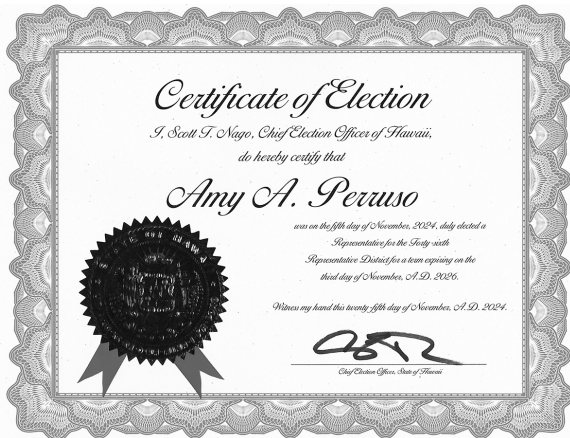 Certificate of Election
I, Scott T. Nago, Chief Election Officer of Hawaii,
do hereby certify that
Amy A. Perruso
was on the fifth day of November, 2024, duly elected a
Representative for the Forty-sixth
Representative District for a term expiring on the
third day of November, A.D. 2026.
Witness my hand this twenty-fifth day of November, A.D. 2024.
Chief Election Officer, State of Hawaii